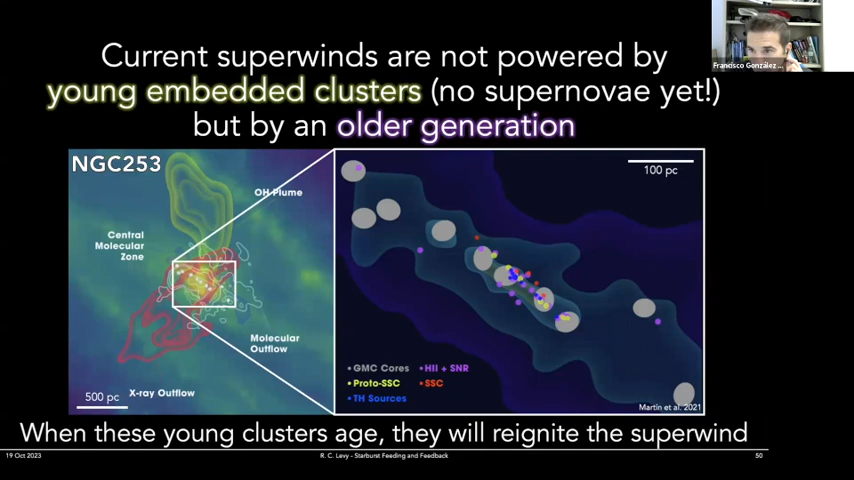 Current superwinds are not powered by
young embedded clusters (no supernovae yet!)
but by an older generation
Francisco González ...
NGC253
OH Plume
Central
Molecular
Zone
Molecular
Outflow
X-ray Outflow
500 pc
100 pc
• GMC Cores • HII + SNR
• Proto-SSC • SSC
• TH Sources
Martín et al. 2021
When these young clusters age, they will reignite the superwind
19 Oct 2023 R. C. Levy - Starburst Feeding and Feedback 50